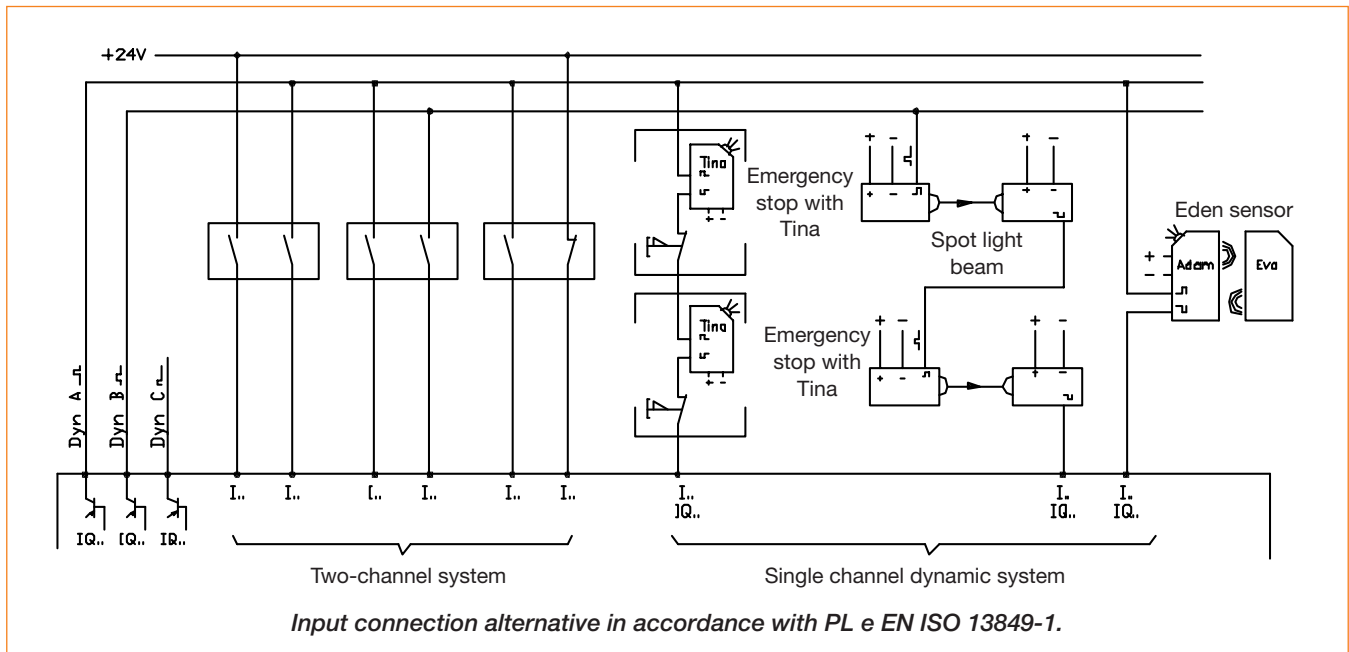 +24V
Tina
Emergency
stop with
Tina
+ -
+ -
+ - 
Spot light
beam
+ -
Eden sensor
+
-
Adam
Eva
Tina
Emergency
stop with
Tina
+ -
+ -
+ -
+ -
Dyn A
Dyn B
Dyn C
I.. I.. I.. I.. I.. I..
I..
IQ..
I..
IQ..
I..
IQ..
IQ.. IQ.. IQ..
Two-channel system
Single channel dynamic system
Input connection alternative in accordance with PL e EN ISO 13849-1.